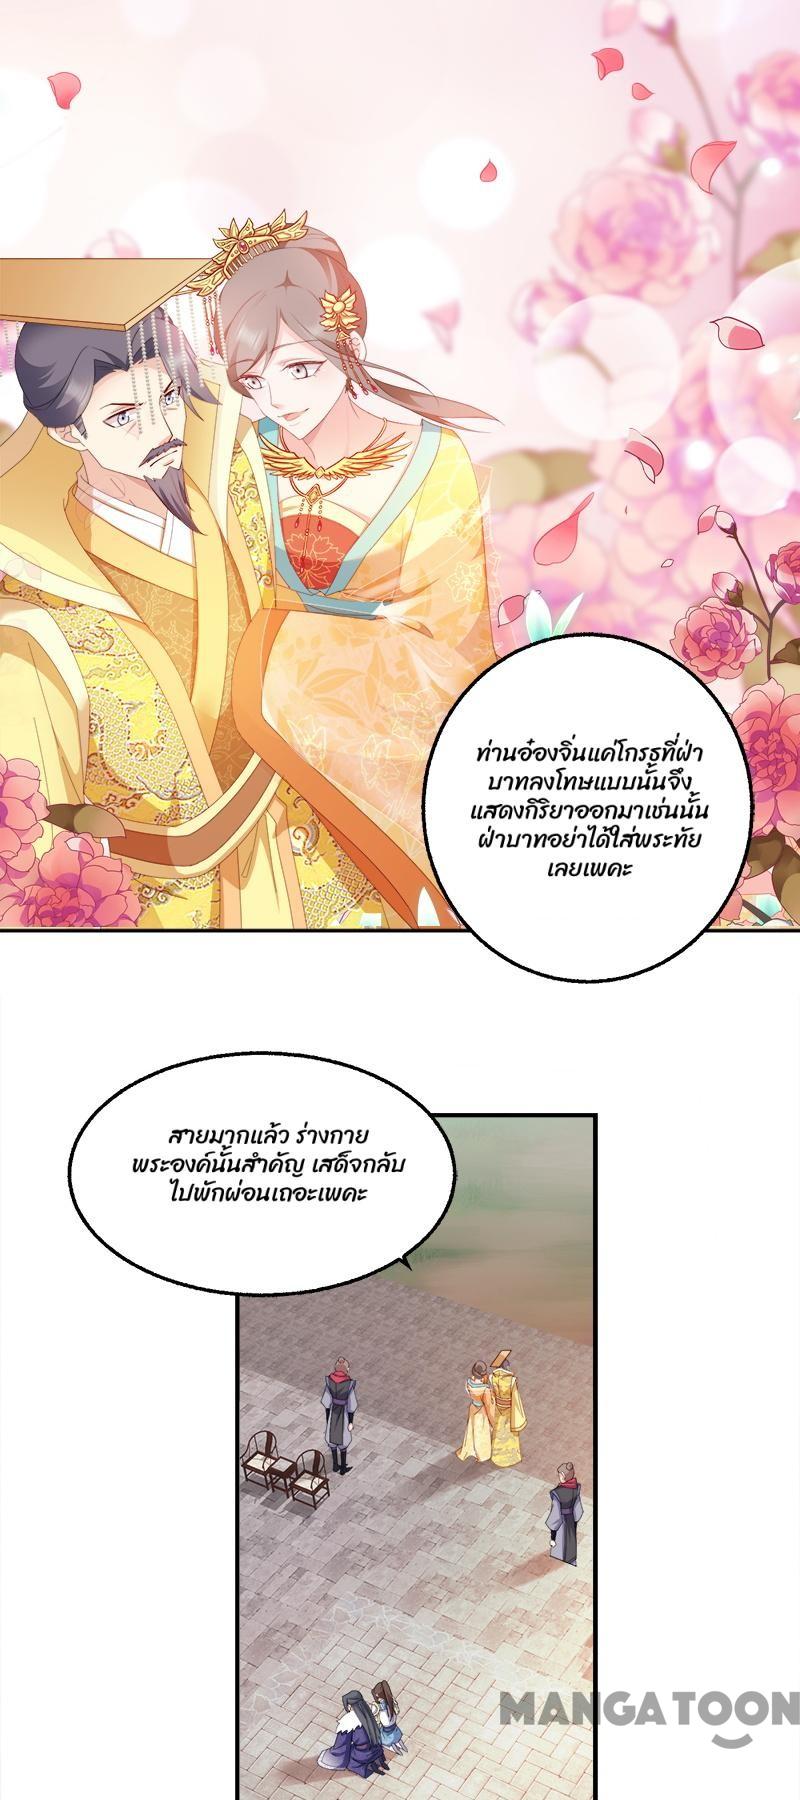 ท่านอ๋องจิ่นแค่โกรธที่ฝ่า
บาทลงโทษแบบนั้นจึง
แสดงกิริยาออกมาเช่นนั้น
ฝ่าบาทอย่าได้ใส่พระทัย
เลยเพคะ
สายมากแล้ว ร่างกาย
พระองค์นั้นสำคัญ เสด็จกลับ
ไปพักผ่อนเถอะเพคะ
MANGATOON